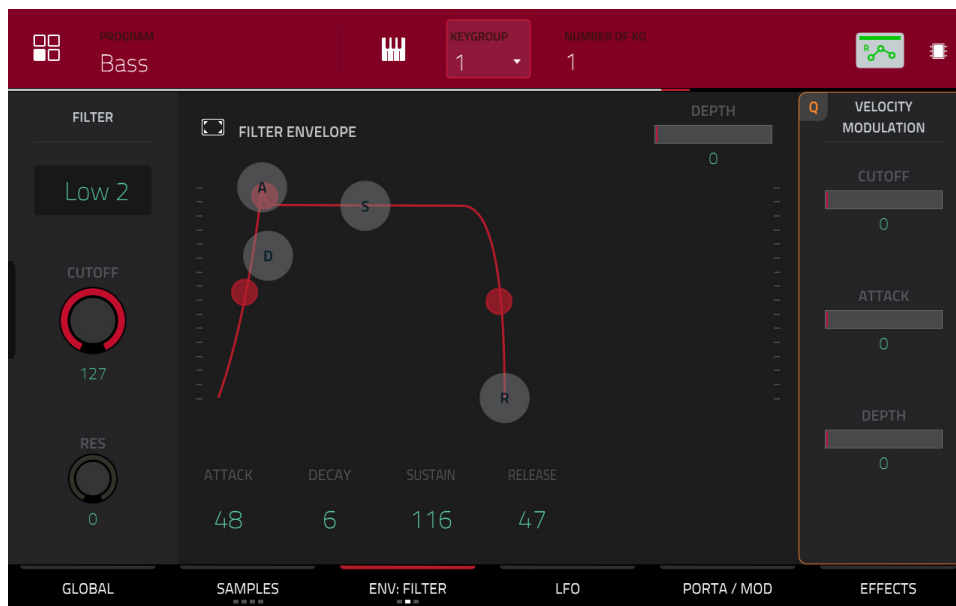 PROGRAM
Bass
KEYGROUP
1
NUMBER OF KG
1
R
FILTER
Low 2
CUTOFF
127
RES
0
FILTER ENVELOPE
DEPTH
0
A
S
D
R
ATTACK DECAY SUSTAIN RELEASE
48 6 116 47
Q
VELOCITY
MODULATION
CUTOFF
0
ATTACK
0
DEPTH
0
GLOBAL SAMPLES ENV: FILTER LFO PORTA / MOD EFFECTS